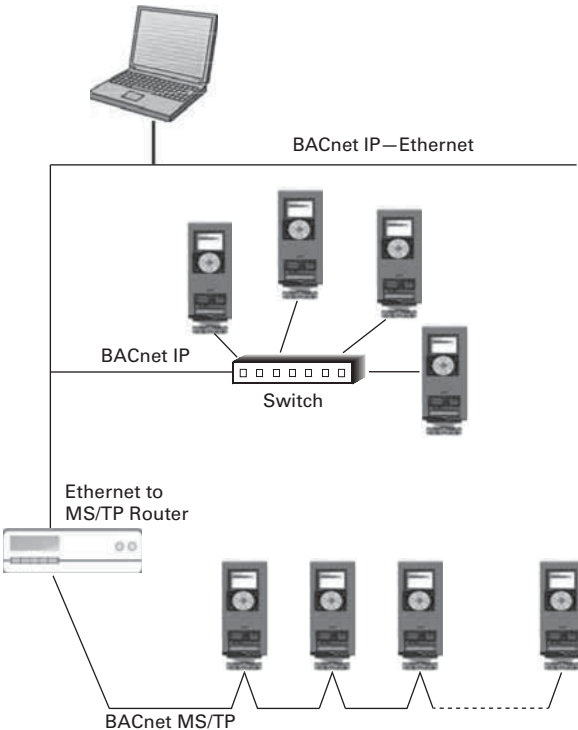 BACnet IP—Ethernet
BACnet IP
Switch
Ethernet to
MS/TP Router
BACnet MS/TP